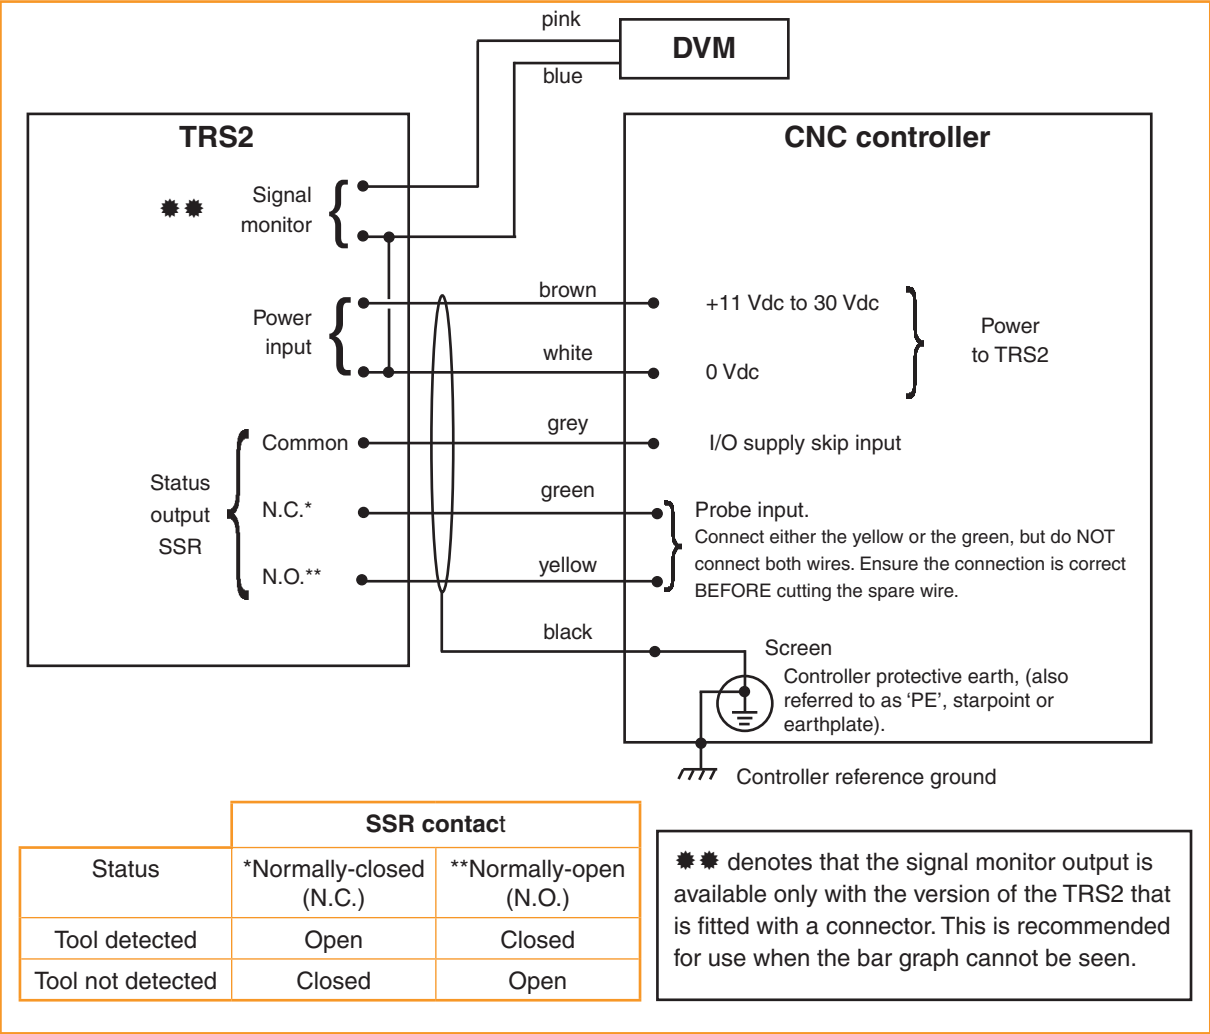 pink
DVM
blue
TRS2
CNC controller
✹✹
Signal
monitor
Power
input
brown
+11 Vdc to 30 Vdc
white
0 Vdc
Power
to TRS2
Status
output
SSR
Common
grey
I/O supply skip input
N.C.*
green
N.O.**
yellow
Probe input.
Connect either the yellow or the green, but do NOT
connect both wires. Ensure the connection is correct
BEFORE cutting the spare wire.
black
Screen
Controller protective earth, (also
referred to as ‘PE’, starpoint or
earthplate).
Controller reference ground
SSR contact
Status
*Normally-closed
(N.C.)
**Normally-open
(N.O.)
Tool detected
Open
Closed
Tool not detected
Closed
Open
✹✹ denotes that the signal monitor output is
available only with the version of the TRS2 that
is fitted with a connector. This is recommended
for use when the bar graph cannot be seen.